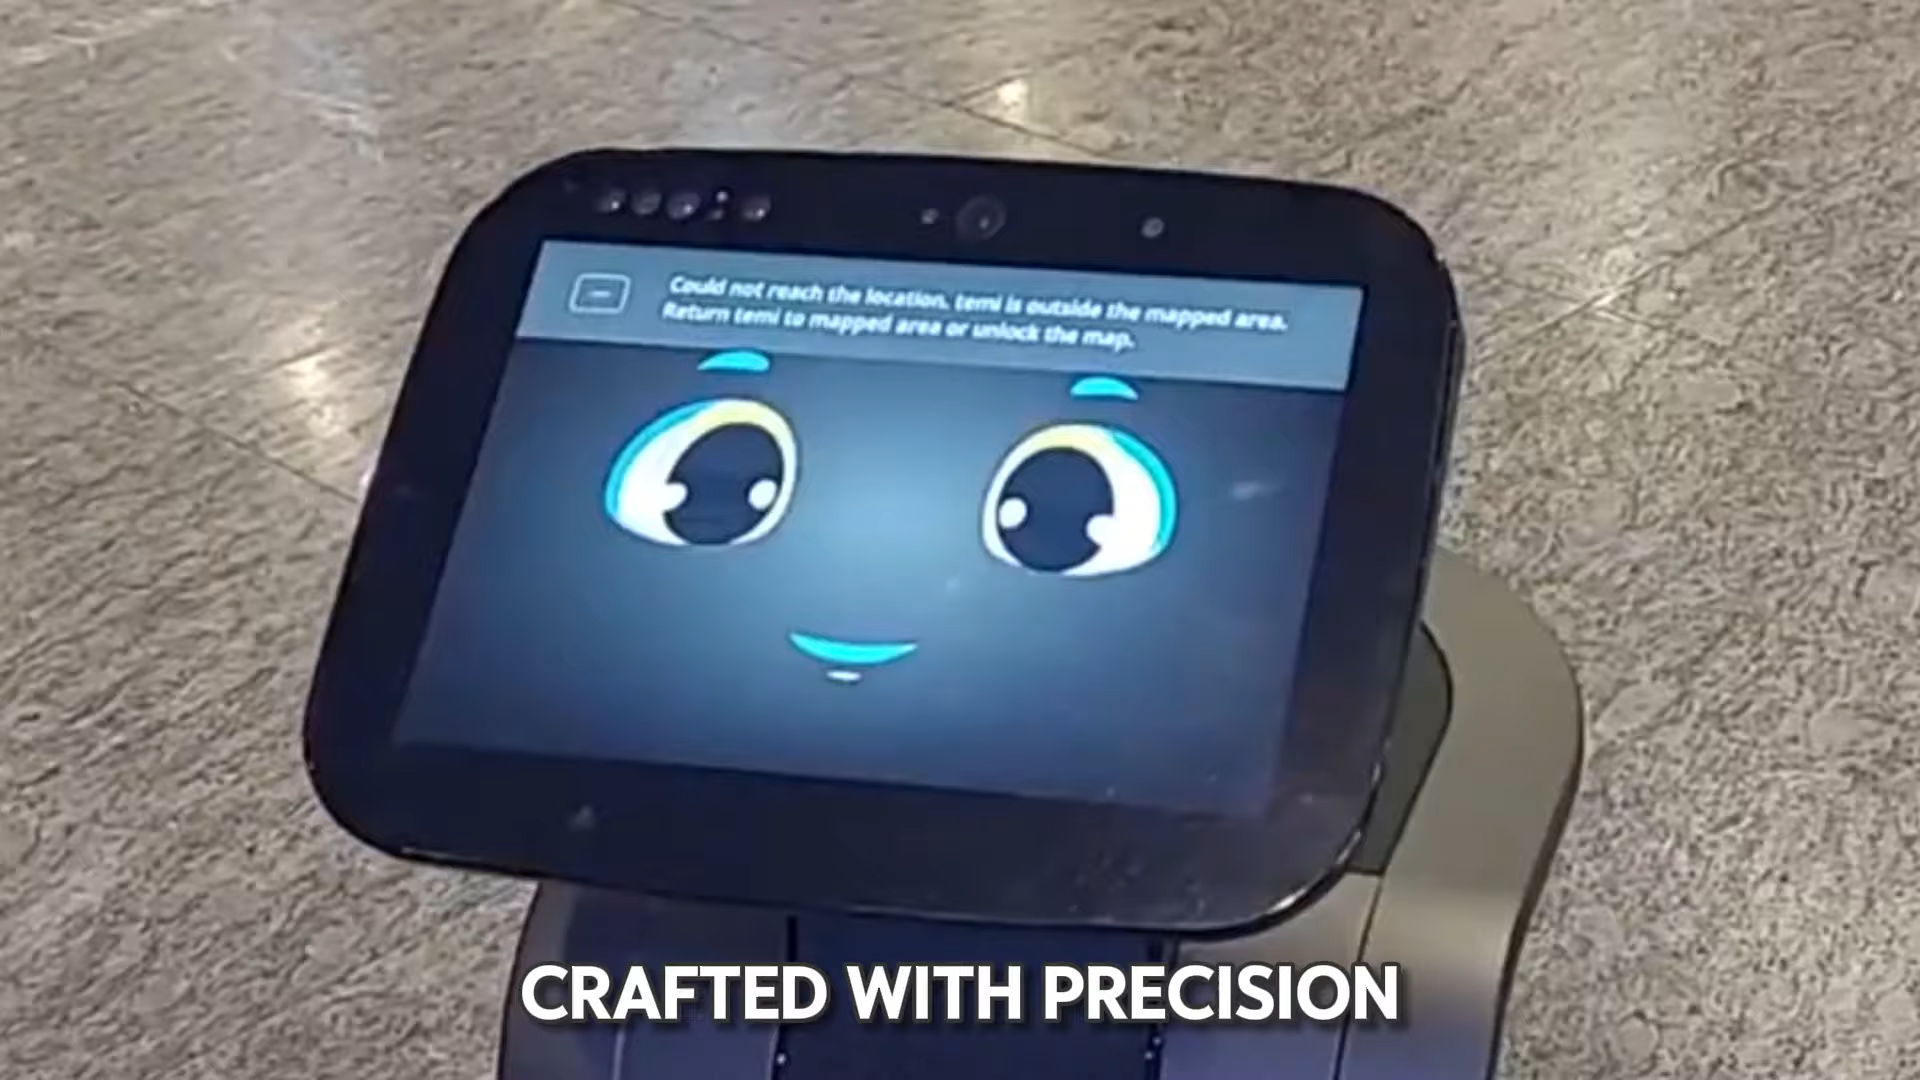 Could not reach the location. temi is outside the mapped area.
Return temi to mapped area or unlock the map.
CRAFTED WITH PRECISION